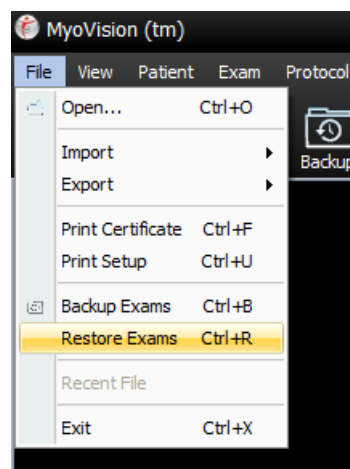 MyoVision (tm)
File View Patient Exam Protocol
Open... Ctrl+O
Import
Export
Backup
Print Certificate Ctrl+F
Print Setup Ctrl+U
Backup Exams Ctrl+B
Restore Exams Ctrl+R
Recent File
Exit Ctrl+X